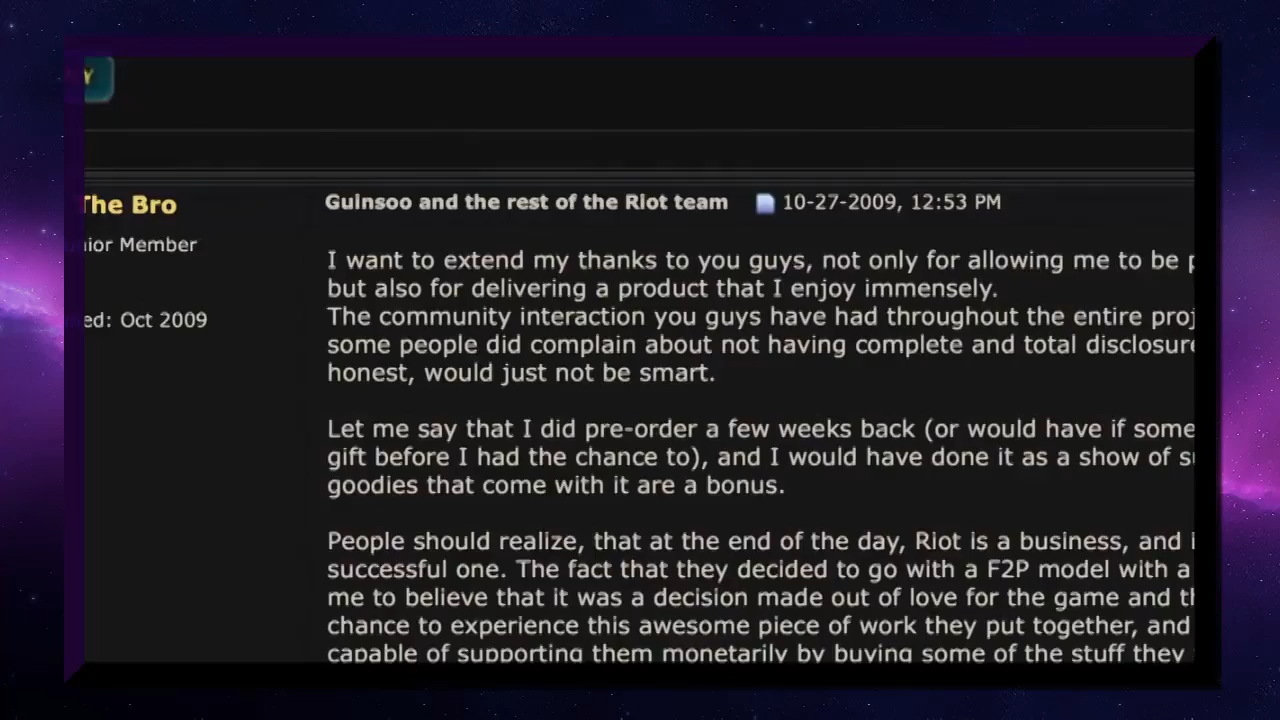 Y
The Bro
Guinsoo and the rest of the Riot team
10-27-2009, 12:53 PM
Member
Oct 2009
I want to extend my thanks to you guys, not only for allowing me to be
but also for delivering a product that I enjoy immensely.
The community interaction you guys have had throughout the entire
some people did complain about not having complete and total disclosure
honest, would just not be smart.
Let me say that I did pre-order a few weeks back (or would have if some
gift before I had the chance to), and I would have done it as a show of
goodies that come with it are a bonus.
People should realize, that at the end of the day, Riot is a business, and
successful one. The fact that they decided to go with a F2P model with a
me to believe that it was a decision made out of love for the game and
chance to experience this awesome piece of work they put together, and
capable of supporting them monetarily by buying some of the stuff they